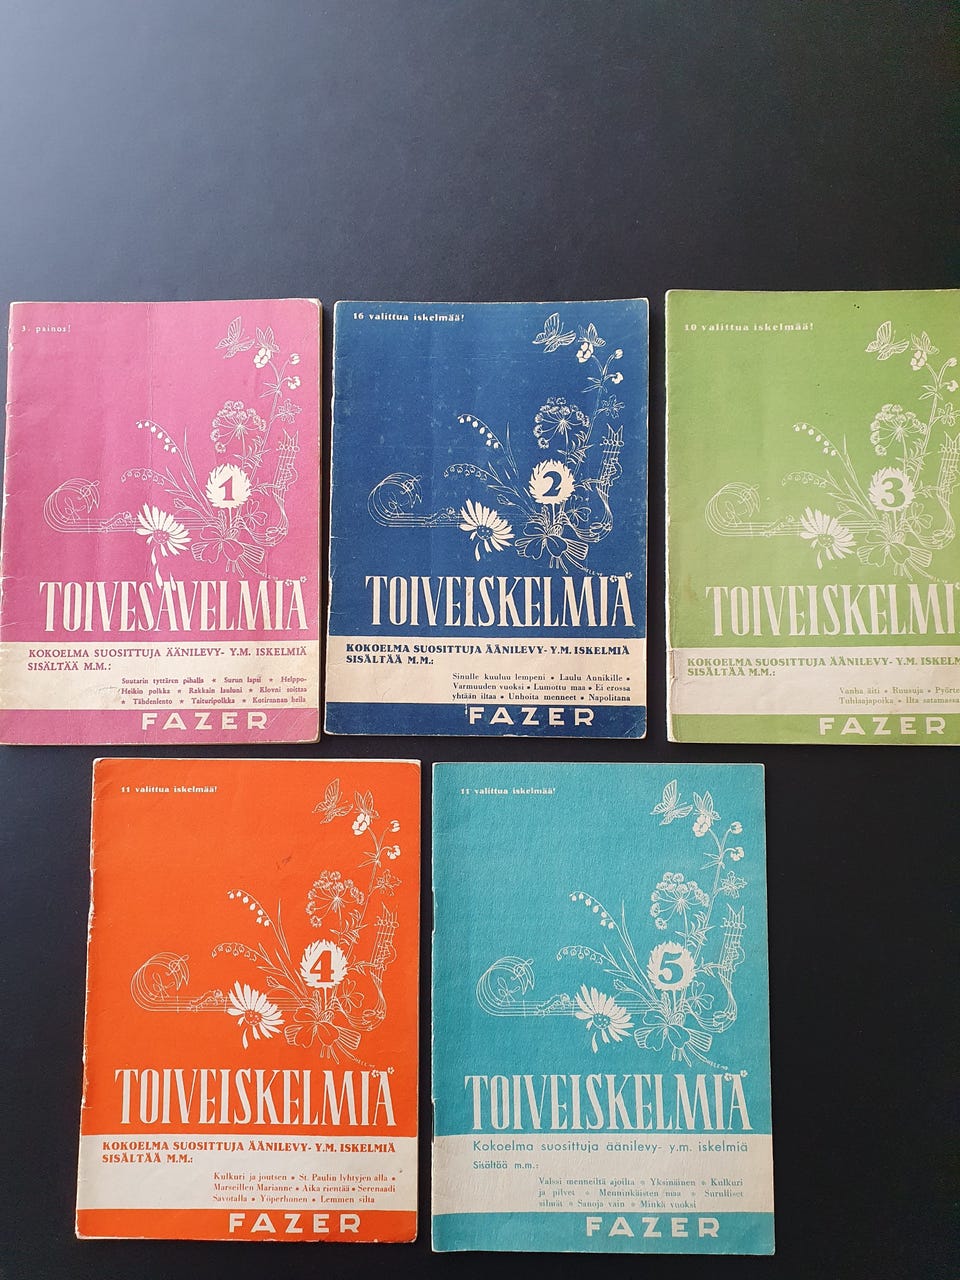 3. painos!
1
TOIVESÄVELMIÄ
KOKOELMA SUOSITTUJA ÄÄNILEVY- Y.M. ISKELMIÄ
SISÄLTÄÄ M.M.:
Suutarin tyttären pihalla • Surun lapsi • Helppo-
Heikin polkka • Rakkain lauluni • Klovni soittaa
• Tähdenlento • Taituripolkka • Kotirannan heila
FAZER
16 valittua iskelmää!
2
TOIVEISKELMIÄ
KOKOELMA SUOSITTUJA ÄÄNILEVY- Y.M. ISKELMIÄ
SISÄLTÄÄ M.M.:
Sinulle kuuluu lempeni • Laulu Annikille •
Varmuuden vuoksi • Lumottu maa • Ei erossa
yhtään iltaa • Unhoita menneet • Napolitana
FAZER
10 valittua iskelmää!
3
TOIVEISKELMI
KOKOELMA SUOSITTUJA ÄÄNILEVY- Y.M. ISKELM
SISÄLTÄÄ M.M.:
Vanha äiti • Ruusuja • Pyörte
Tuhlaajapoika • Ilta satamassa
FAZER
11 valittua iskelmää!
4
TOIVEISKELMIÄ
KOKOELMA SUOSITTUJA ÄÄNILEVY- Y.M. ISKELMIÄ
SISÄLTÄÄ M.M.:
Kulkuri ja joutsen • St. Paulin lyhtyjen alla •
Marseillen Marianne • Aika rientää • Serenaadi
Savotalla • Yöperhonen • Lemmen silta
FAZER
11 valittua iskelmää!
5
TOIVEISKELMIÄ
Kokoelma suosittuja äänilevy- y.m. iskelmiä
Sisältää m.m.:
Valssi menneiltä ajoilta • Yksinäinen • Kulkuri
ja pilvet • Menninkäisten maa • Surulliset
silmät • Sanoja vain • Minkä vuoksi
FAZER